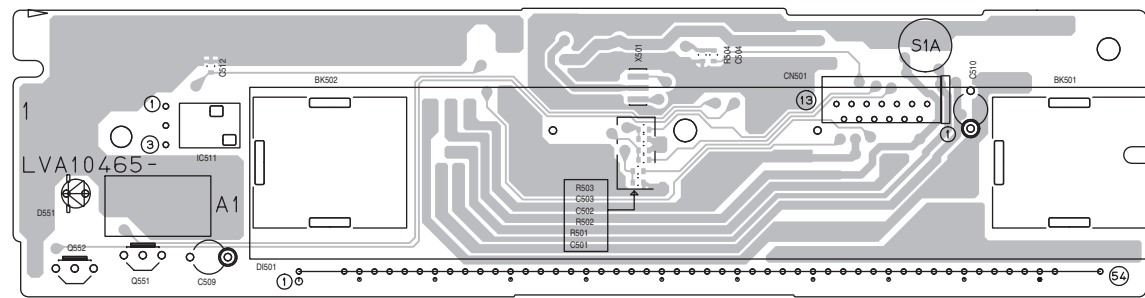 S1A
C512
X501
R504
C504
C510
BK502
CN501
BK501
1
1
13
3
1
IC511
LVA10465-
A1
D551
R503
C503
C502
R502
R501
C501
Q552
Q551
C509
DI501
1
54